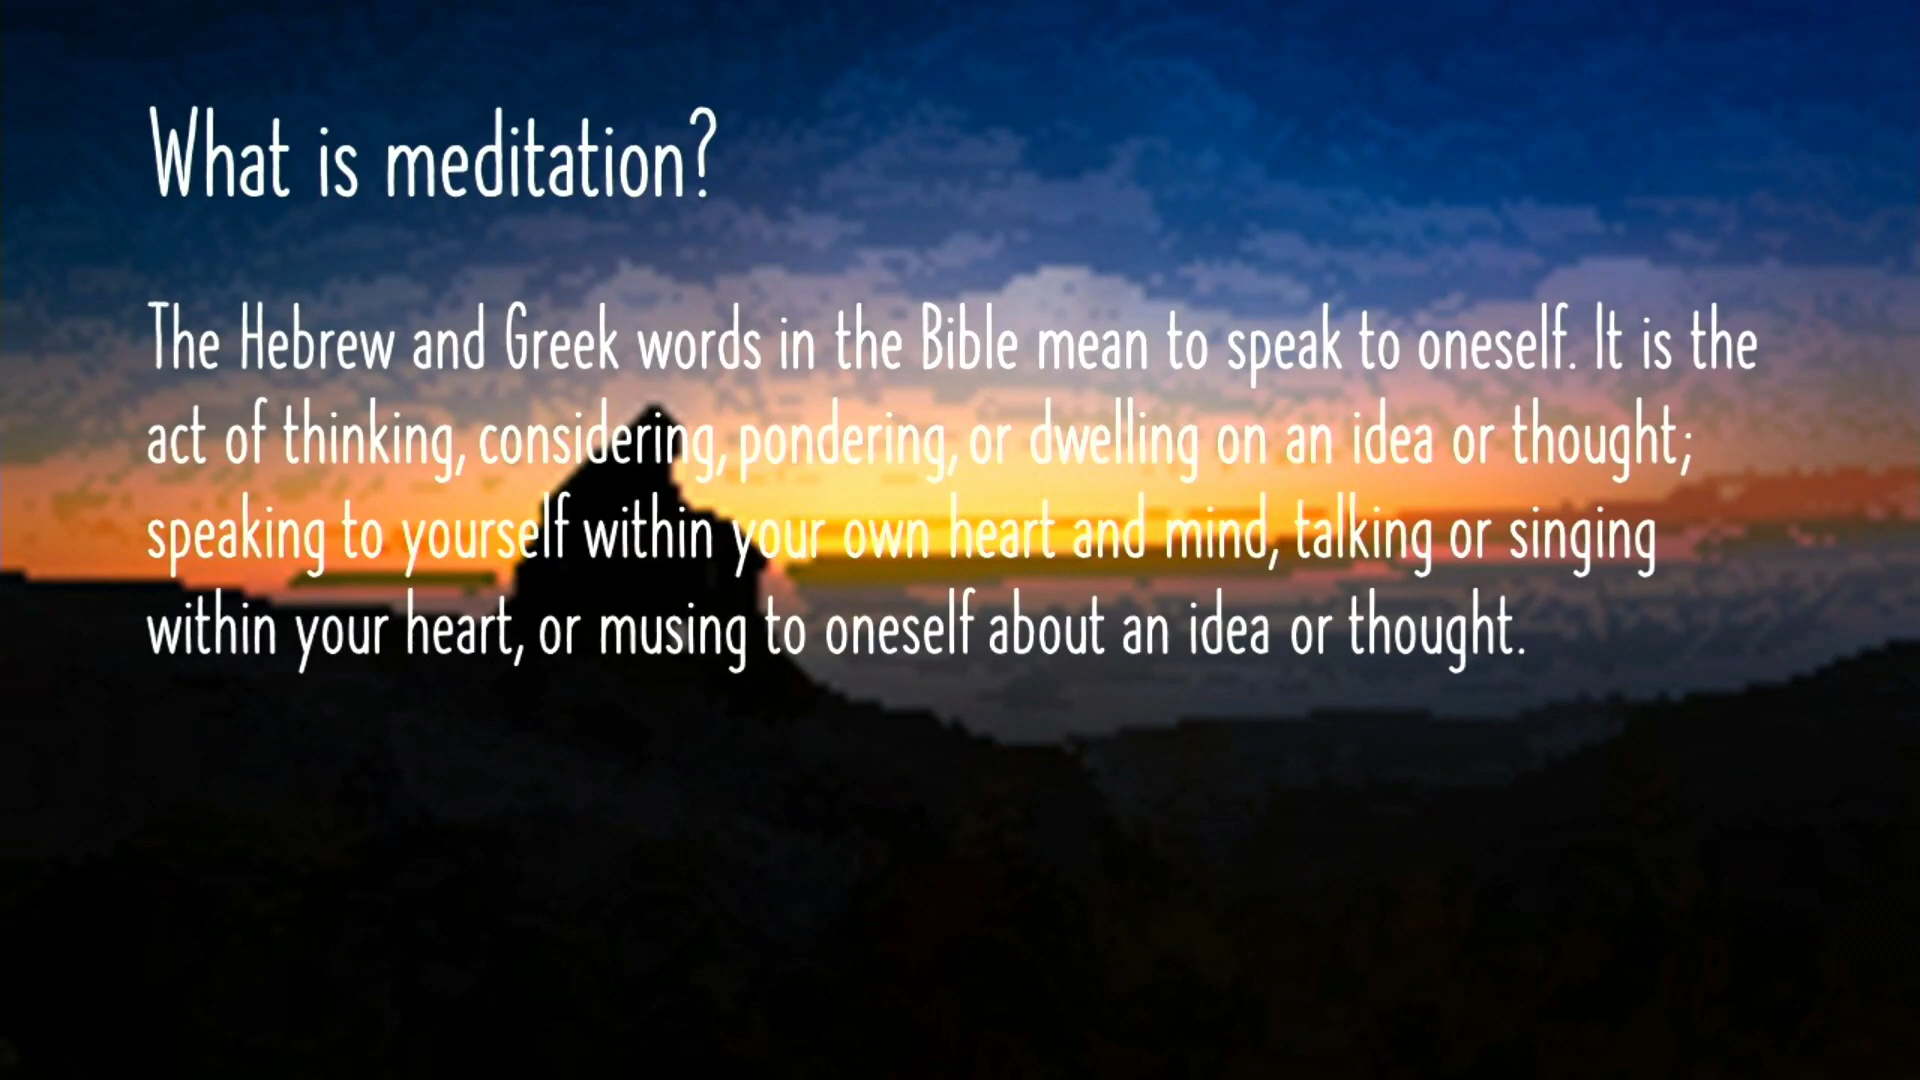 What is meditation?
The Hebrew and Greek words in the Bible mean to speak to oneself. It is the
act of thinking, considering, pondering, or dwelling on an idea or thought;
speaking to yourself within your own heart and mind, talking or singing
within your heart, or musing to oneself about an idea or thought.